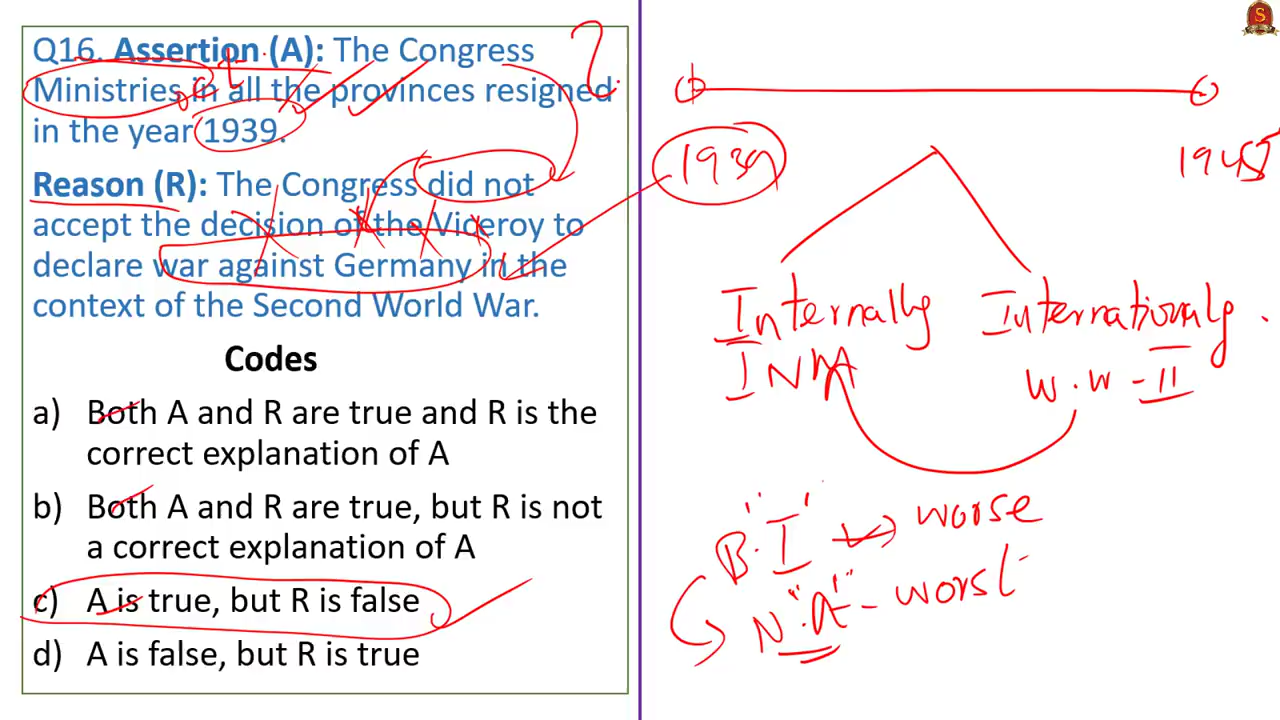 Q16. Assertion (A): The Congress
Ministries in all the provinces resigned
in the year 1939.
Reason (R): The Congress did not
accept the decision of the Viceroy to
declare war against Germany in the
context of the Second World War.
Codes
a) Both A and R are true and R is the
correct explanation of A
b) Both A and R are true, but R is not
a correct explanation of A
c) A is true, but R is false
d) A is false, but R is true
1939
1945
Internally
INA
Internationaly.
W.W-II
B."I" → worse
N."A" - worst